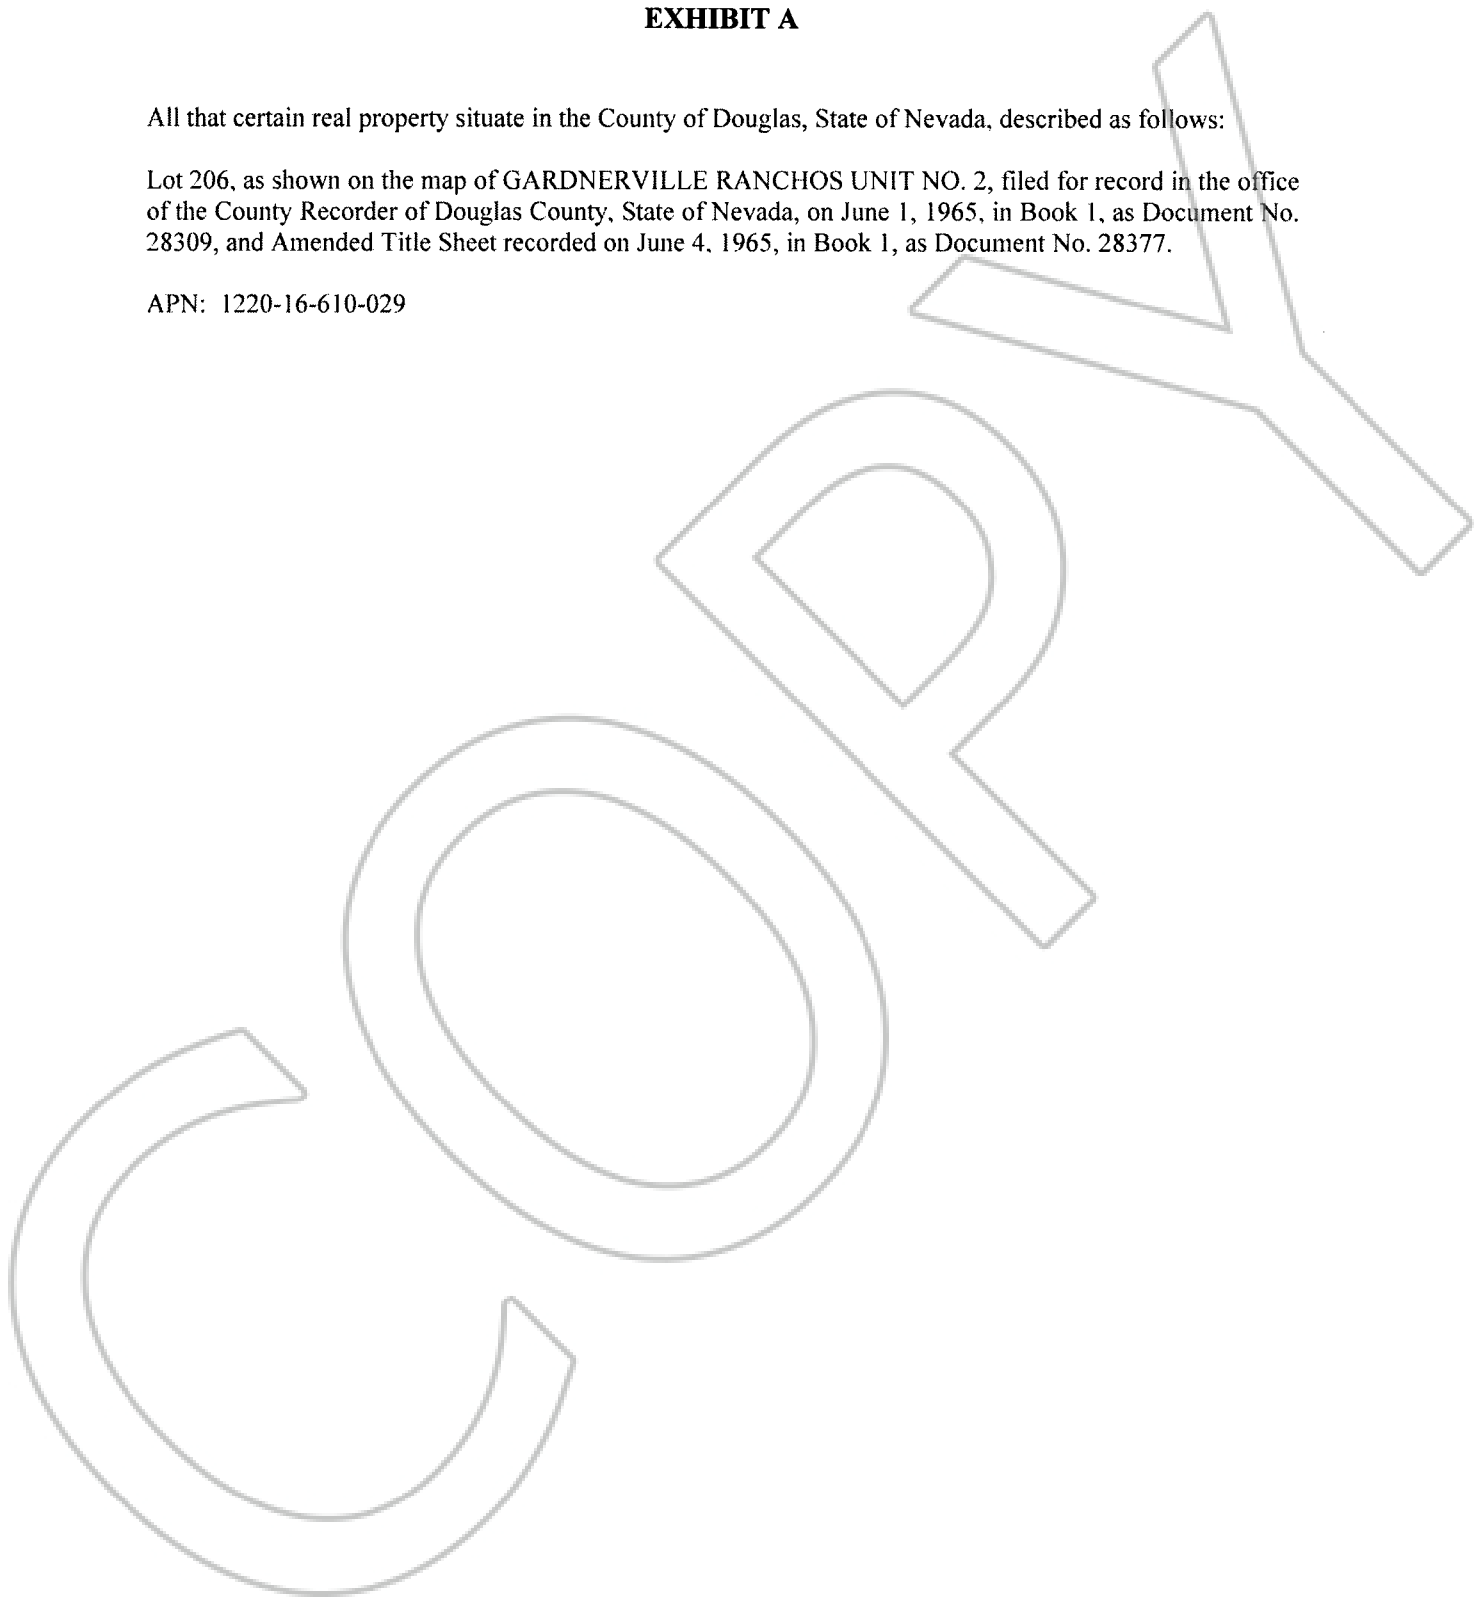 EXHIBIT A
All that certain real property situate in the County of Douglas, State of Nevada, described as follows:
Lot 206, as shown on the map of GARDNERVILLE RANCHOS UNIT NO. 2, filed for record in the office
of the County Recorder of Douglas County, State of Nevada, on June 1, 1965, in Book 1, as Document No.
28309, and Amended Title Sheet recorded on June 4, 1965, in Book 1, as Document No. 28377.
APN: 1220-16-610-029
COPY